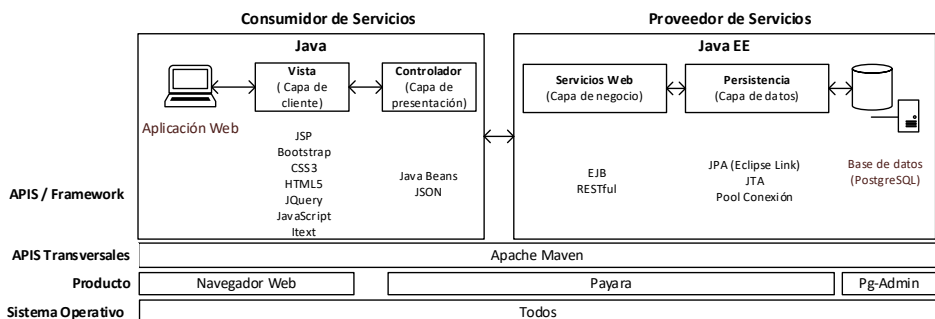 Consumidor de Servicios
Proveedor de Servicios
Java
Java EE
Vista
( Capa de
cliente)
Controlador
(Capa de
presentación)
Servicios Web
(Capa de negocio)
Persistencia
(Capa de datos)
Aplicación Web
JSP
Bootstrap
CSS3
HTML5
JQuery
JavaScript
Itext
Java Beans
JSON
EJB
RESTful
JPA (Eclipse Link)
JTA
Pool Conexión
Base de datos
(PostgreSQL)
APIS / Framework
APIS Transversales
Apache Maven
Producto
Navegador Web
Payara
Pg-Admin
Sistema Operativo
Todos